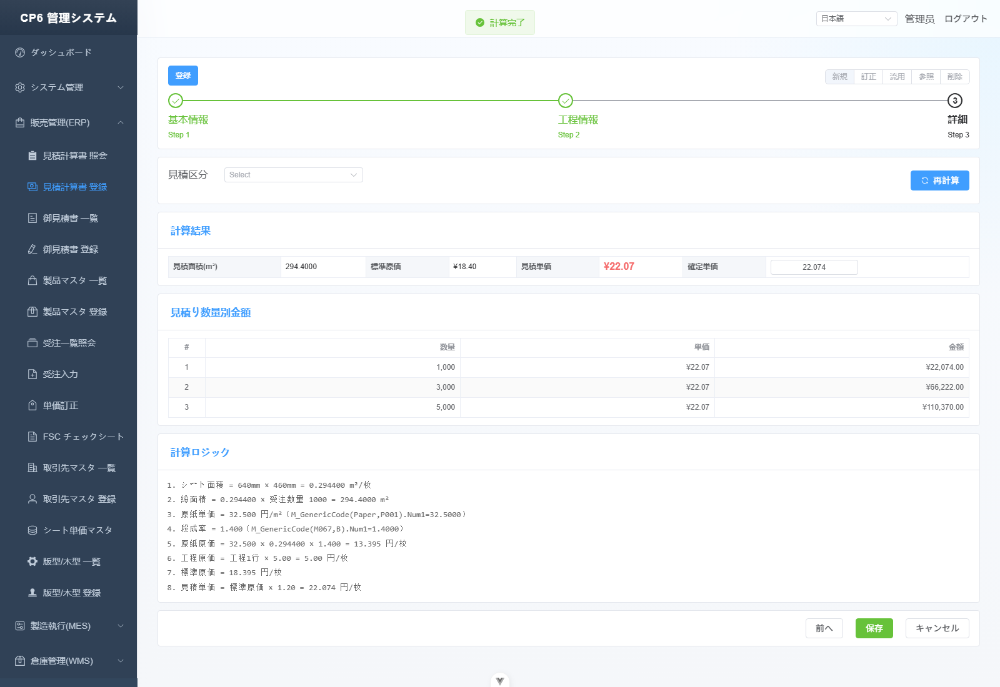 CP6 管理システム
計算完了
日本語
管理员
ログアウト
ダッシュボード
システム管理
販売管理(ERP)
見積計算書 照会
見積計算書 登録
御見積書 一覧
御見積書 登録
製品マスタ 一覧
製品マスタ 登録
受注一覧照会
受注入力
単価訂正
FSC チェックシート
取引先マスタ 一覧
取引先マスタ 登録
シート単価マスタ
版型/木型 一覧
版型/木型 登録
製造執行(MES)
倉庫管理(WMS)
登録
新規 訂正 流用 参照 削除
3
基本情報 工程情報 詳細
Step 1 Step 2 Step 3
見積区分 Select 再計算
計算結果
見積面積(m²) 294.4000 標準原価 ¥18.40 見積単価 ¥22.07 確定単価 22.074
見積り数量別金額
# 数量 単価 金額
1 1,000 ¥22.07 ¥22,074.00
2 3,000 ¥22.07 ¥66,222.00
3 5,000 ¥22.07 ¥110,370.00
計算ロジック
1. シート面積 = 640mm × 460mm = 0.294400 m²/枚
2. 総面積 = 0.294400 × 受注数量 1000 = 294.4000 m²
3. 原紙単価 = 32.500 円/m²（M_GenericCode(Paper,P001).Num1=32.5000）
4. 段成率 = 1.400（M_GenericCode(M067,B).Num1=1.4000）
5. 原紙原価 = 32.500 × 0.294400 × 1.400 = 13.395 円/枚
6. 工程原価 = 工程1行 × 5.00 = 5.00 円/枚
7. 標準原価 = 18.395 円/枚
8. 見積単価 = 標準原価 × 1.20 = 22.074 円/枚
前へ 保存 キャンセル